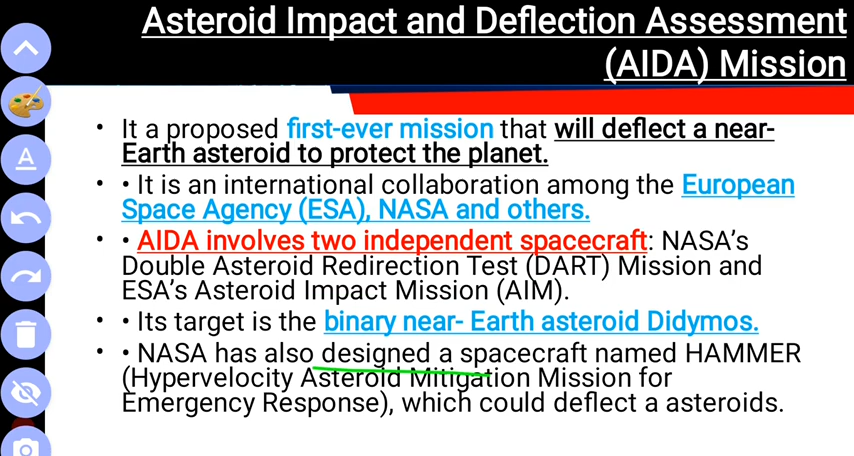 Asteroid Impact and Deflection Assessment
(AIDA) Mission
• It a proposed first-ever mission that will deflect a near-
Earth asteroid to protect the planet.
• • It is an international collaboration among the European
Space Agency (ESA), NASA and others.
• • AIDA involves two independent spacecraft: NASA's
Double Asteroid Redirection Test (DART) Mission and
ESA's Asteroid Impact Mission (AIM).
• • Its target is the binary near- Earth asteroid Didymos.
• • NASA has also designed a spacecraft named HAMMER
(Hypervelocity Asteroid Mitigation Mission for
Emergency Response), which could deflect a asteroids.